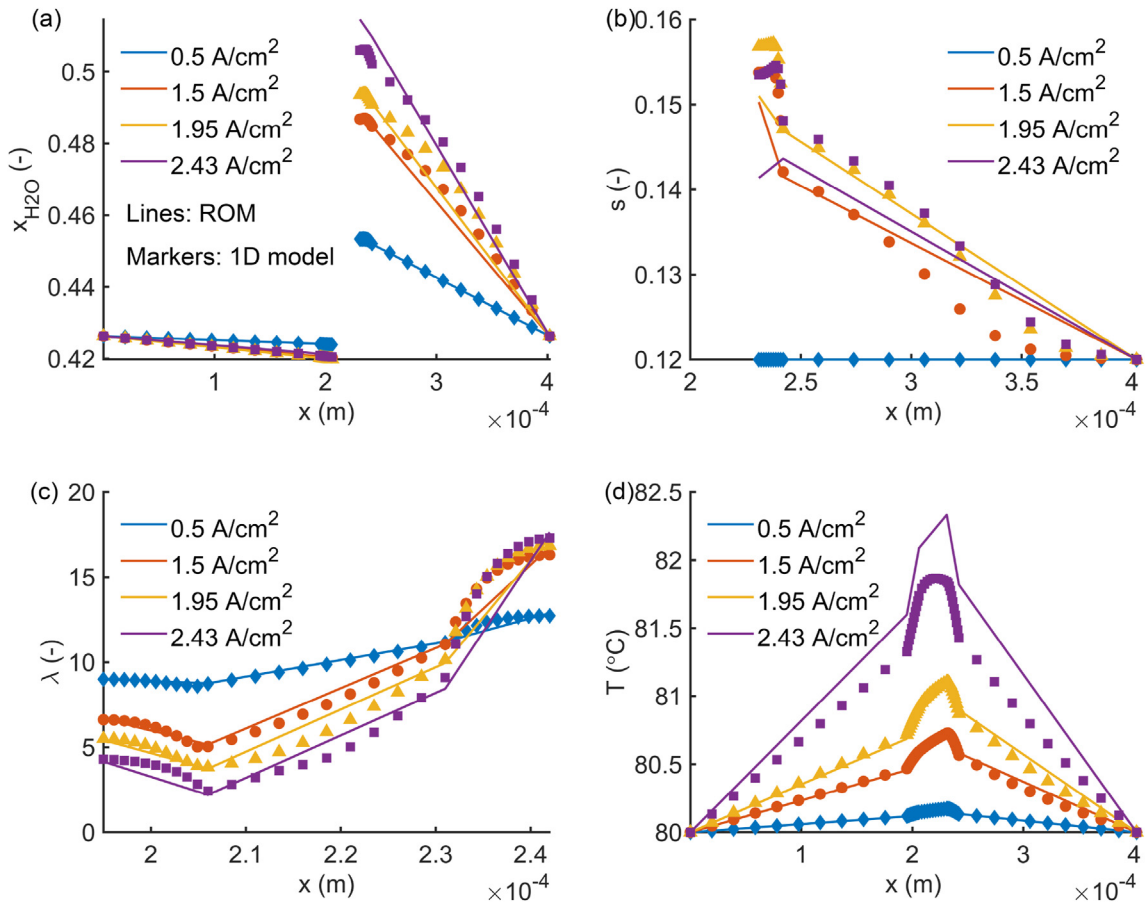 (a)
0.5 A/cm²
1.5 A/cm²
1.95 A/cm²
2.43 A/cm²
Lines: ROM
Markers: 1D model
x_H2O (-)
0.5
0.48
0.46
0.44
0.42
1 2 3 4
x (m)
×10⁻⁴
(b)
0.5 A/cm²
1.5 A/cm²
1.95 A/cm²
2.43 A/cm²
s (-)
0.16
0.15
0.14
0.13
0.12
2 2.5 3 3.5 4
x (m)
×10⁻⁴
(c)
0.5 A/cm²
1.5 A/cm²
1.95 A/cm²
2.43 A/cm²
λ (-)
20
15
10
5
0
2 2.1 2.2 2.3 2.4
x (m)
×10⁻⁴
(d)
0.5 A/cm²
1.5 A/cm²
1.95 A/cm²
2.43 A/cm²
T (°C)
82.5
82
81.5
81
80.5
80
1 2 3 4
x (m)
×10⁻⁴